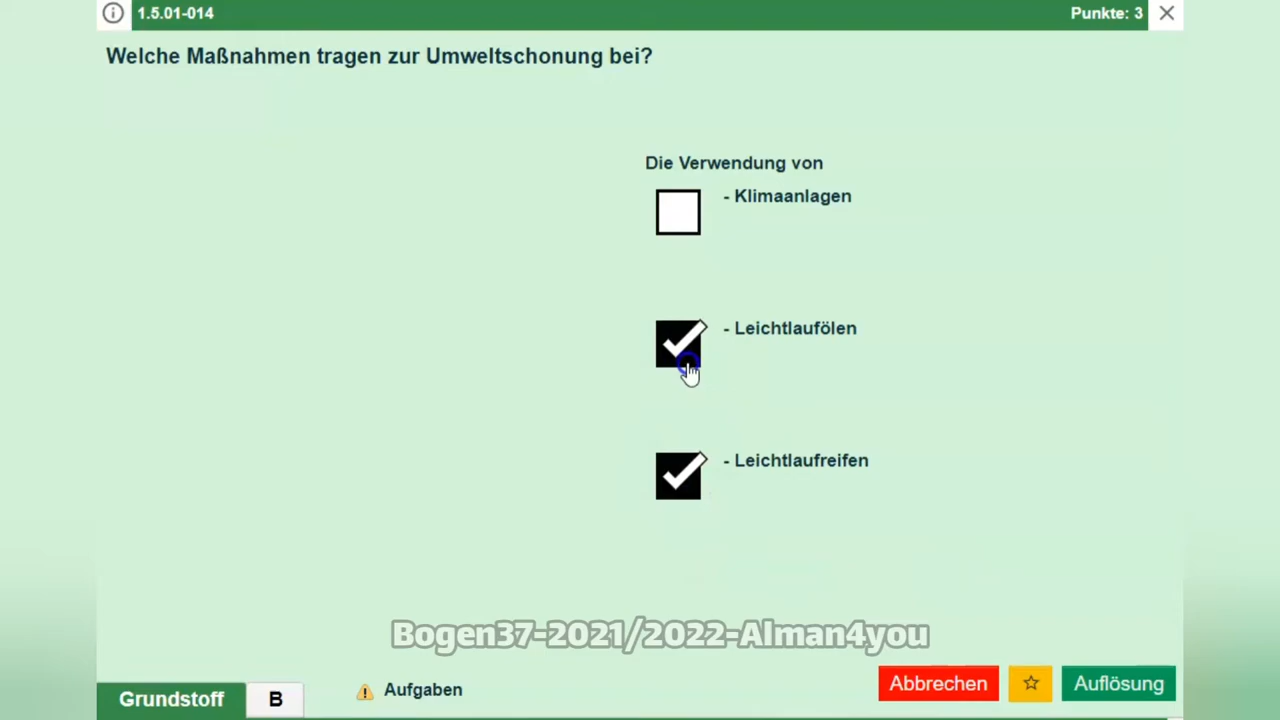 1.5.01-014
Punkte: 3
Welche Maßnahmen tragen zur Umweltschonung bei?
Die Verwendung von
- Klimaanlagen
- Leichtlaufölen
- Leichtlaufreifen
Bogen37-2021/2022-Alman4you
Grundstoff
B
Aufgaben
Abbrechen
Auflösung